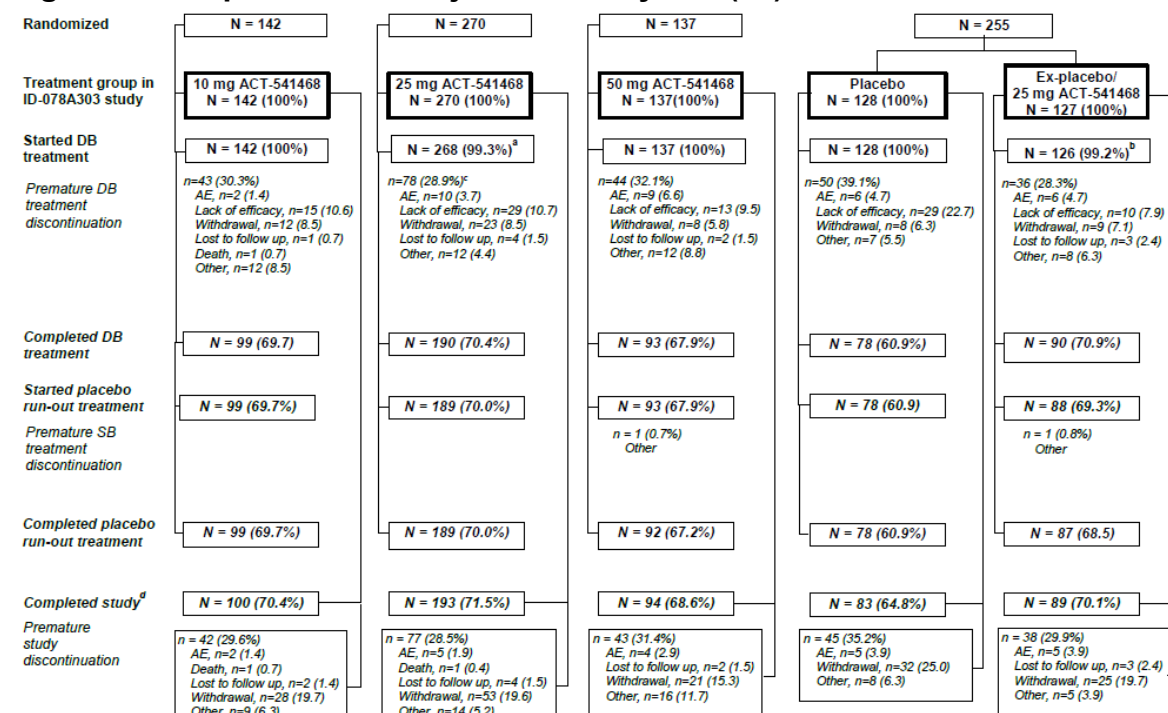 Randomized
N = 142
N = 270
N = 137
N = 255
Treatment group in
ID-078A303 study
10 mg ACT-541468
N = 142 (100%)
25 mg ACT-541468
N = 270 (100%)
50 mg ACT-541468
N = 137(100%)
Placebo
N = 128 (100%)
Ex-placebo/
25 mg ACT-541468
N = 127 (100%)
Started DB
treatment
N = 142 (100%)
N = 268 (99.3%)a
N = 137 (100%)
N = 128 (100%)
N = 126 (99.2%)b
Premature DB
treatment
discontinuation
n=43 (30.3%)
AE, n=2 (1.4)
Lack of efficacy, n=15 (10.6)
Withdrawal, n=12 (8.5)
Lost to follow up, n=1 (0.7)
Death, n=1 (0.7)
Other, n=12 (8.5)
n=78 (28.9%)c
AE, n=10 (3.7)
Lack of efficacy, n=29 (10.7)
Withdrawal, n=23 (8.5)
Lost to follow up, n=4 (1.5)
Other, n=12 (4.4)
n=44 (32.1%)
AE, n=9 (6.6)
Lack of efficacy, n=13 (9.5)
Withdrawal, n=8 (5.8)
Lost to follow up, n=2 (1.5)
Other, n=12 (8.8)
n=50 (39.1%)
AE, n=6 (4.7)
Lack of efficacy, n=29 (22.7)
Withdrawal, n=8 (6.3)
Other, n=7 (5.5)
n=36 (28.3%)
AE, n=6 (4.7)
Lack of efficacy, n=10 (7.9)
Withdrawal, n=9 (7.1)
Lost to follow up, n=3 (2.4)
Other, n=8 (6.3)
Completed DB
treatment
N = 99 (69.7)
N = 190 (70.4%)
N = 93 (67.9%)
N = 78 (60.9%)
N = 90 (70.9%)
Started placebo
run-out treatment
N = 99 (69.7%)
N = 189 (70.0%)
N = 93 (67.9%)
N = 78 (60.9)
N = 88 (69.3%)
Premature SB
treatment
discontinuation
n = 1 (0.7%)
Other
n = 1 (0.8%)
Other
Completed placebo
run-out treatment
N = 99 (69.7%)
N = 189 (70.0%)
N = 92 (67.2%)
N = 78 (60.9%)
N = 87 (68.5)
Completed studyd
N = 100 (70.4%)
N = 193 (71.5%)
N = 94 (68.6%)
N = 83 (64.8%)
N = 89 (70.1%)
Premature
study
discontinuation
n = 42 (29.6%)
AE, n=2 (1.4)
Death, n=1 (0.7)
Lost to follow up, n=2 (1.4)
Withdrawal, n=28 (19.7)
Other, n=9 (6.3)
n = 77 (28.5%)
AE, n=5 (1.9)
Death, n=1 (0.4)
Lost to follow up, n=4 (1.5)
Withdrawal, n=53 (19.6)
Other, n=14 (5.2)
n = 43 (31.4%)
AE, n=4 (2.9)
Lost to follow up, n=2 (1.5)
Withdrawal, n=21 (15.3)
Other, n=16 (11.7)
n = 45 (35.2%)
AE, n=5 (3.9)
Withdrawal, n=32 (25.0)
Other, n=8 (6.3)
n = 38 (29.9%)
AE, n=5 (3.9)
Lost to follow up, n=3 (2.4)
Withdrawal, n=25 (19.7)
Other, n=5 (3.9)